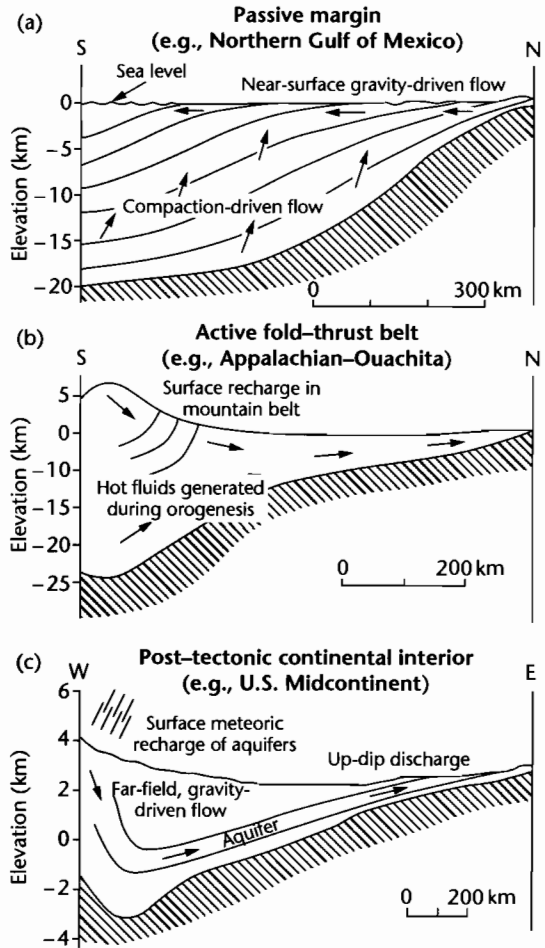 (a)
Passive margin
(e.g., Northern Gulf of Mexico)
S
N
Sea level
Near-surface gravity-driven flow
Compaction-driven flow
Elevation (km)
0
−5
−10
−15
−20
0 300 km
(b)
Active fold–thrust belt
(e.g., Appalachian–Ouachita)
S
N
Surface recharge in
mountain belt
Hot fluids generated
during orogenesis
Elevation (km)
5
0
−10
−15
−20
−25
0 200 km
(c)
Post–tectonic continental interior
(e.g., U.S. Midcontinent)
W
E
Surface meteoric
recharge of aquifers
Up-dip discharge
Far-field, gravity-
driven flow
Aquifer
Elevation (km)
6
4
2
0
−2
−4
0 200 km